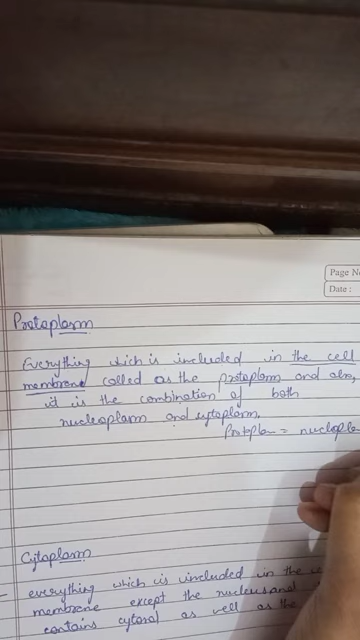 Page No
Date :
Protoplasm
Everything which is included in the cell
membrane called as the protoplasm and also,
it is the combination of both
nucleoplasm and cytoplasm.
Protoplasm = nucleopla
Cytoplasm
everything which is included in the
membrane except the nucleus and
contains cytosol as well as the